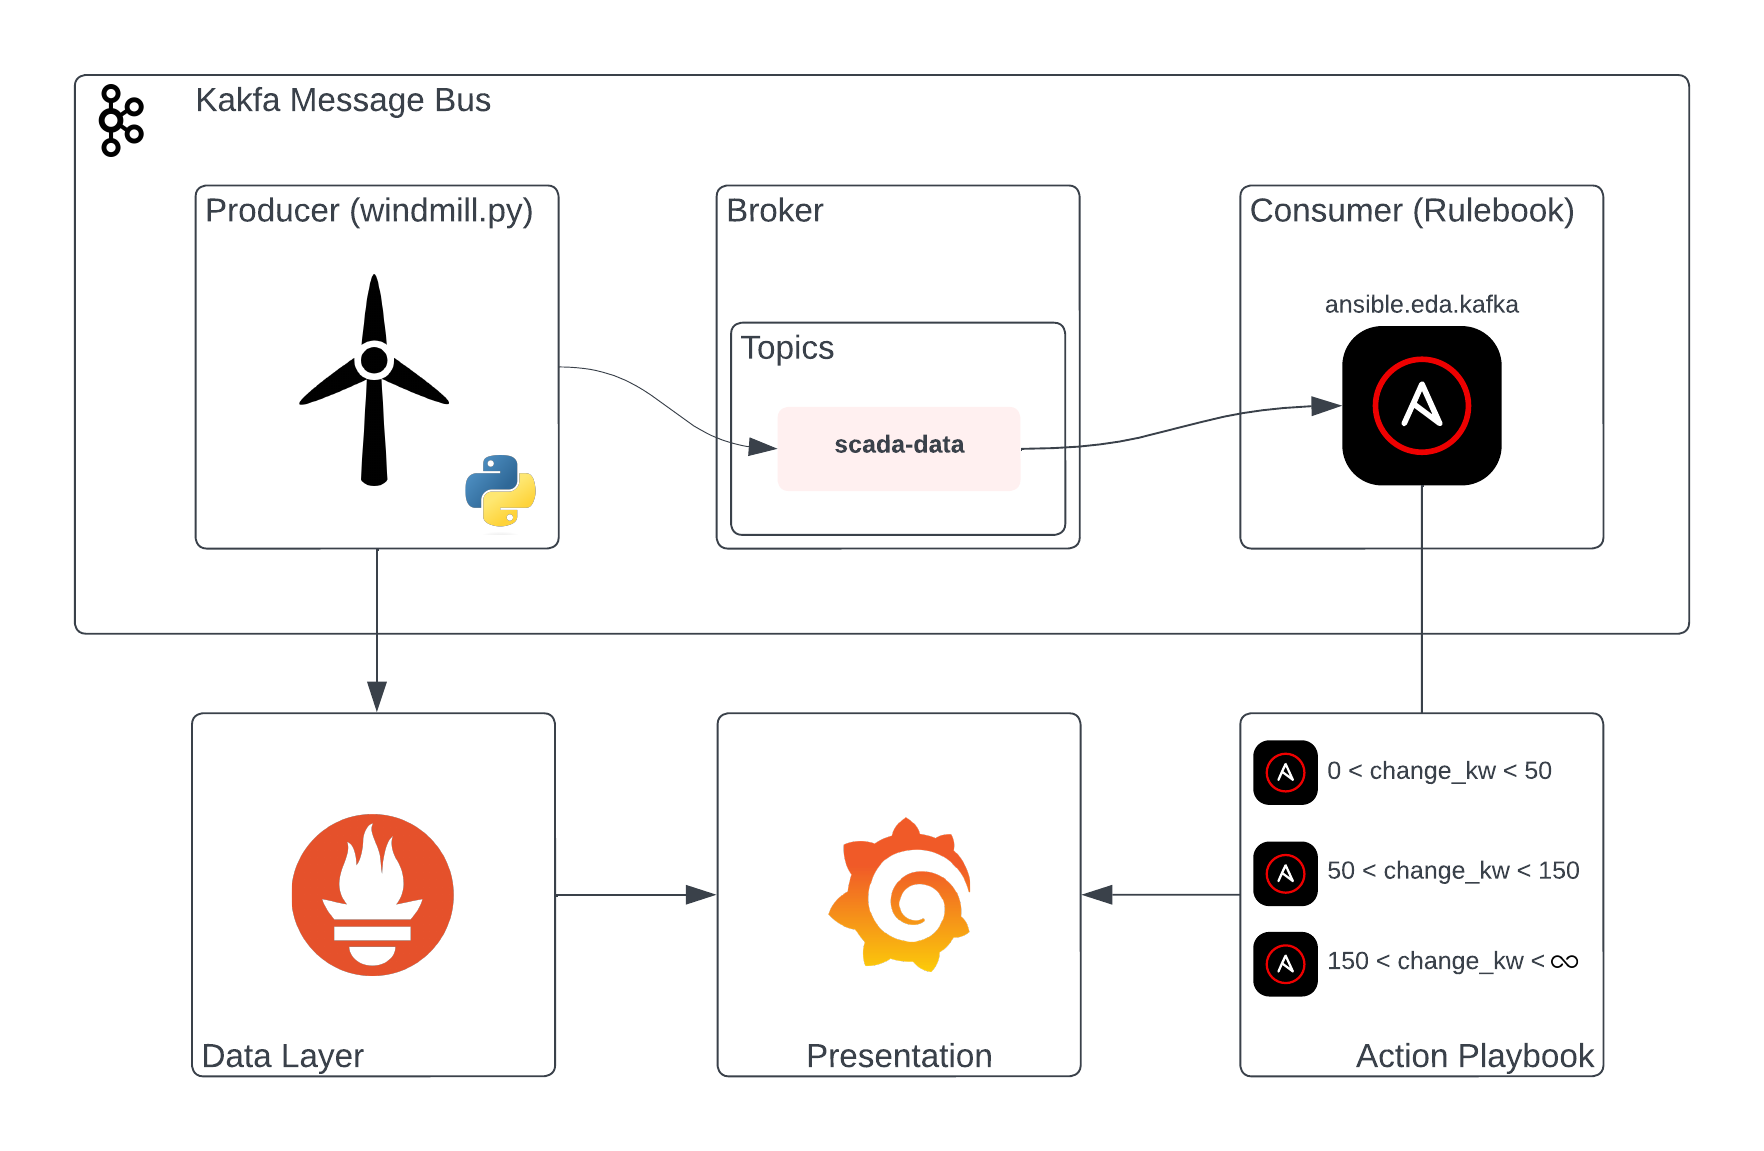 Kakfa Message Bus
Producer (windmill.py)
Broker
Consumer (Rulebook)
ansible.eda.kafka
Topics
scada-data
0 < change_kw < 50
50 < change_kw < 150
150 < change_kw < ∞
Data Layer
Presentation
Action Playbook